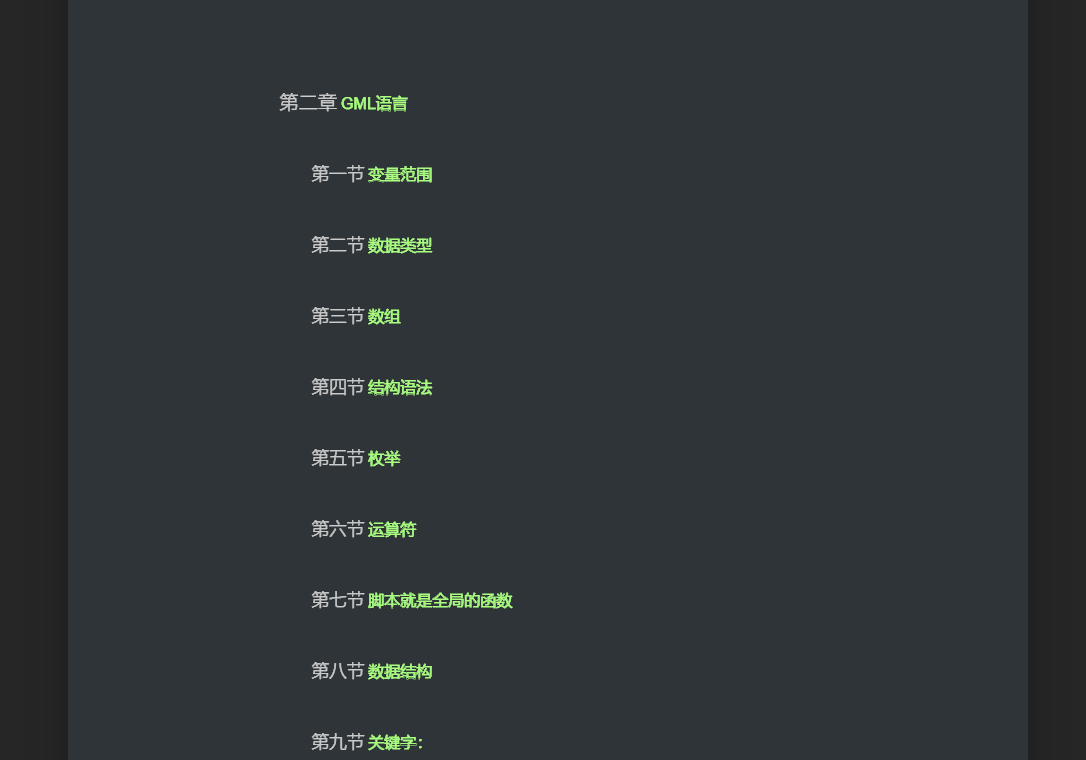 第二章 GML语言
第一节 变量范围
第二节 数据类型
第三节 数组
第四节 结构语法
第五节 枚举
第六节 运算符
第七节 脚本就是全局的函数
第八节 数据结构
第九节 关键字：